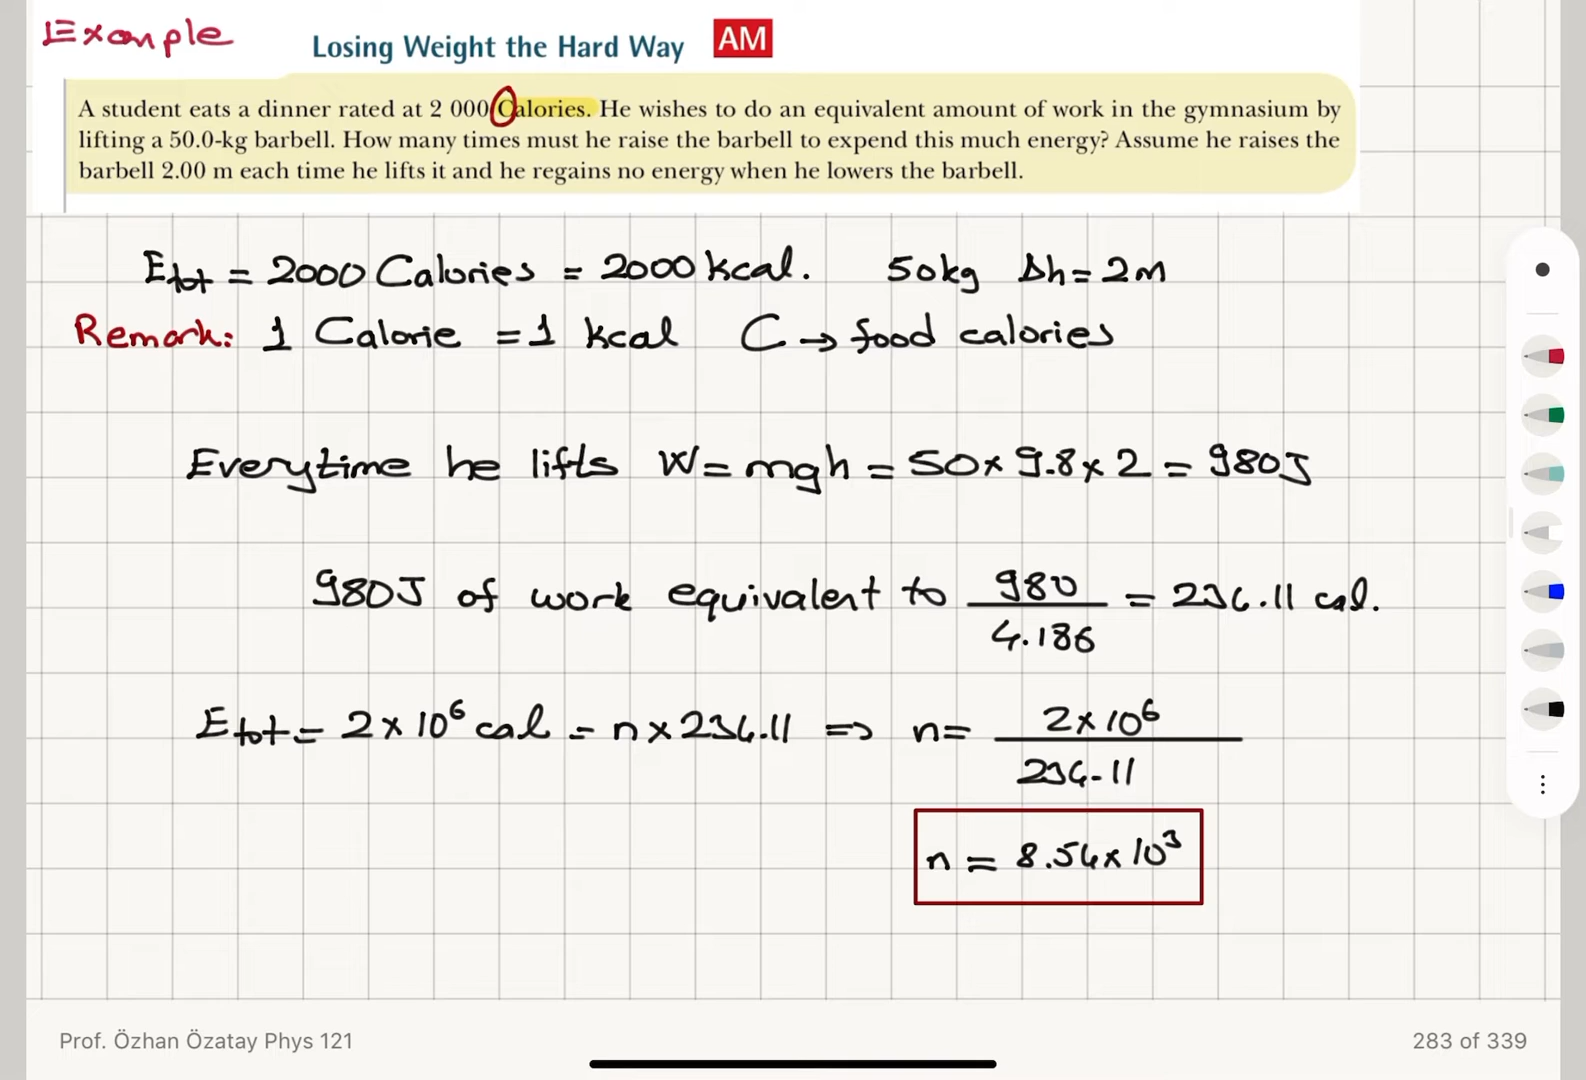 Example
Losing Weight the Hard Way AM
A student eats a dinner rated at 2 000 Calories. He wishes to do an equivalent amount of work in the gymnasium by
lifting a 50.0-kg barbell. How many times must he raise the barbell to expend this much energy? Assume he raises the
barbell 2.00 m each time he lifts it and he regains no energy when he lowers the barbell.
Etot = 2000 Calories = 2000 kcal. 50kg Δh = 2m
Remark: 1 Calorie = 1 kcal C → food calories
Everytime he lifts W = mgh = 50 x 9.8 x 2 = 980J
980J of work equivalent to 980/4.186 = 234.11 cal.
Etot = 2 x 10⁶ cal = n x 234.11 => n = 2 x 10⁶/234.11
n = 8.54 x 10³
Prof. Özhan Özatay Phys 121
283 of 339